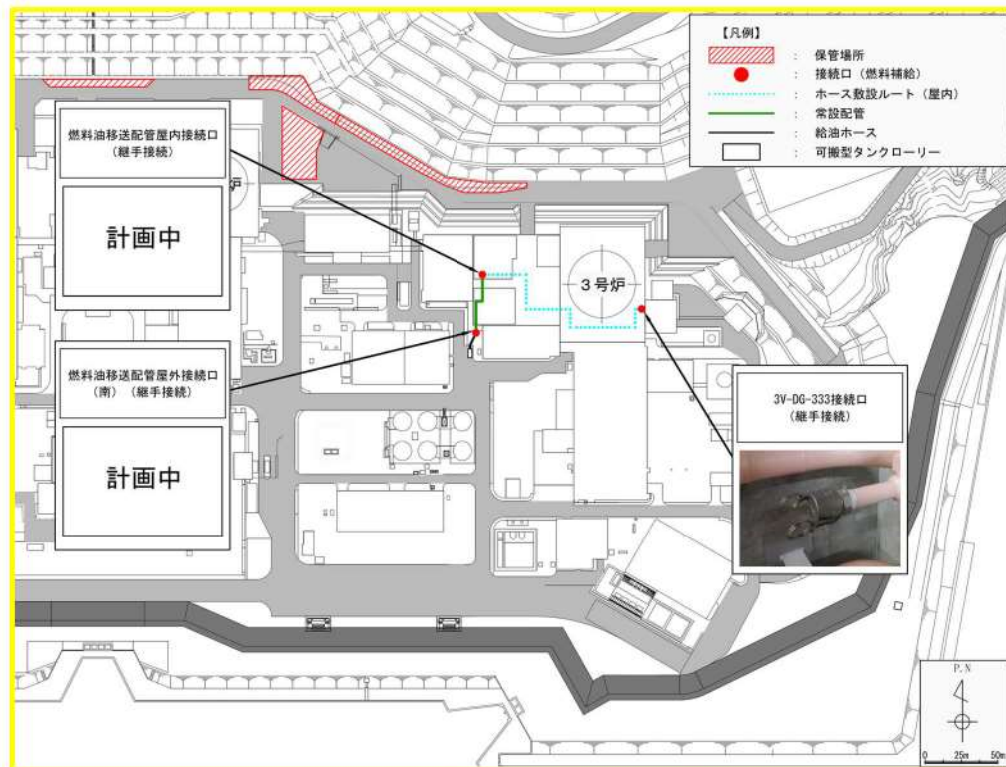 【凡例】
： 保管場所
： 接続口（燃料補給）
： ホース敷設ルート（屋内）
： 常設配管
： 給油ホース
： 可搬型タンクローリー
燃料油移送配管屋内接続口
（継手接続）
計画中
炉
3号炉
燃料油移送配管屋外接続口
（南）（継手接続）
計画中
3V-DG-333接続口
（継手接続）
P.N
0 25m 50m